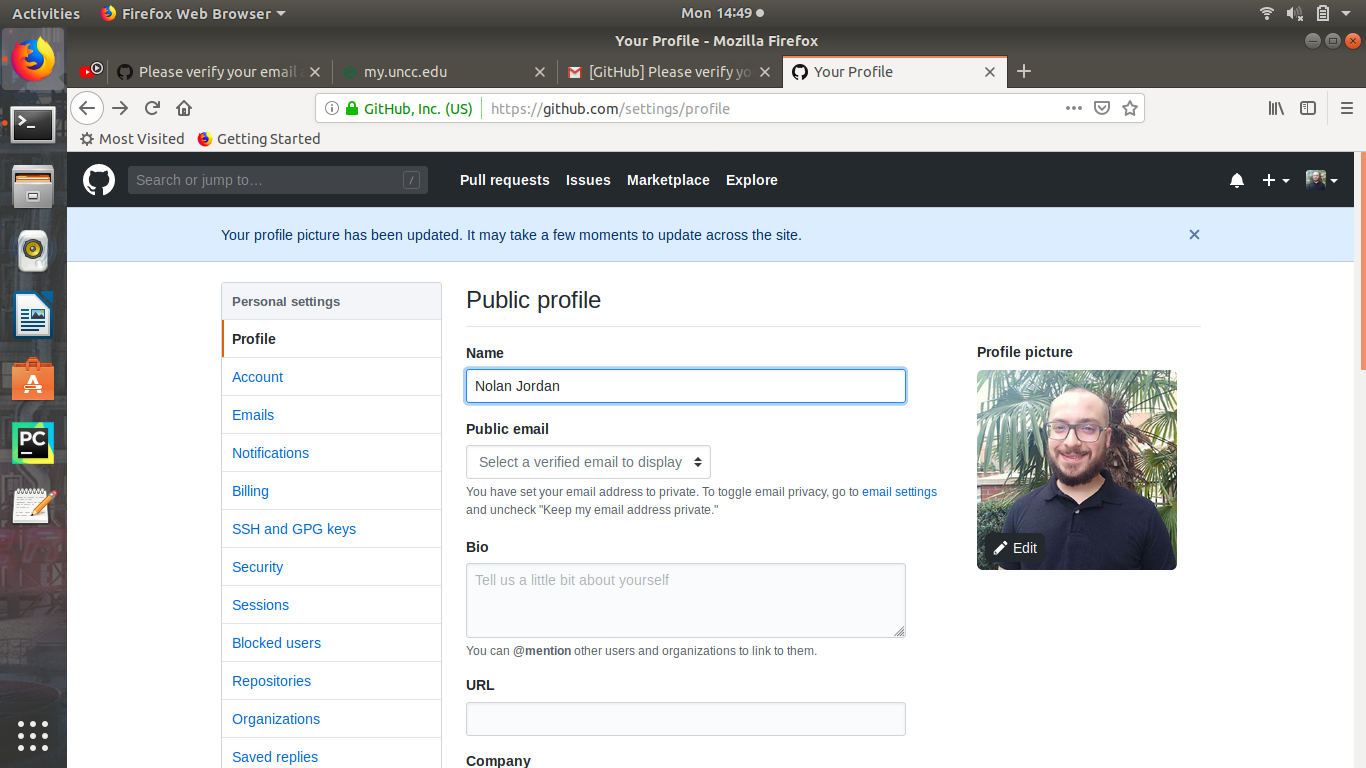 Activities Firefox Web Browser Mon 14:49
Your Profile - Mozilla Firefox
Please verify your email my.uncc.edu [GitHub] Please verify yo Your Profile
GitHub, Inc. (US) https://github.com/settings/profile
Most Visited Getting Started
Search or jump to… / Pull requests Issues Marketplace Explore
Your profile picture has been updated. It may take a few moments to update across the site.
Personal settings
Profile
Account
Emails
Notifications
Billing
SSH and GPG keys
Security
Sessions
Blocked users
Repositories
Organizations
Saved replies
Public profile
Name
Nolan Jordan
Public email
Select a verified email to display
You have set your email address to private. To toggle email privacy, go to email settings
and uncheck "Keep my email address private."
Bio
Tell us a little bit about yourself
You can @mention other users and organizations to link to them.
URL
Company
Profile picture
Edit
PC